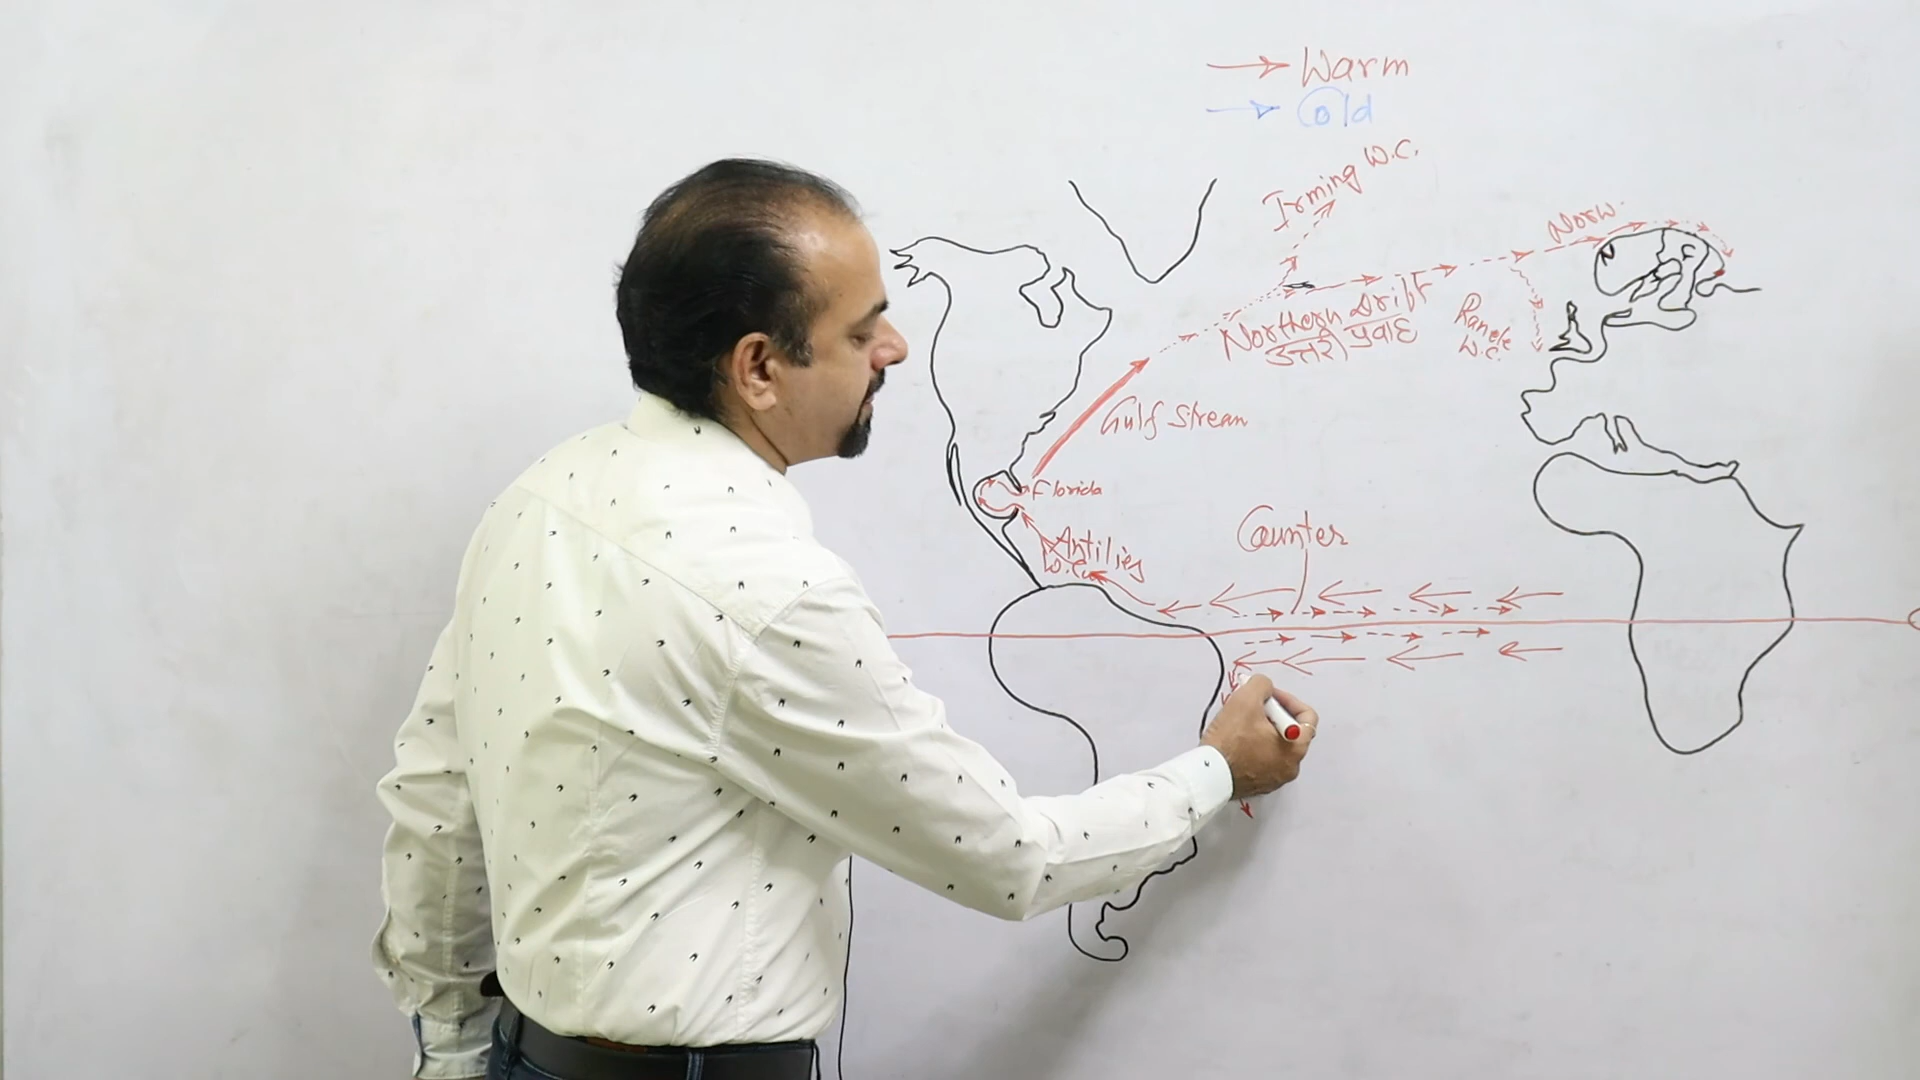 Warm
Cold
Irming W.C.
Norw.
Northern Drift
उत्तरी प्रवाह
Ranele
W.C.
Gulf Stream
Florida
Counter
Antilies
W.C.